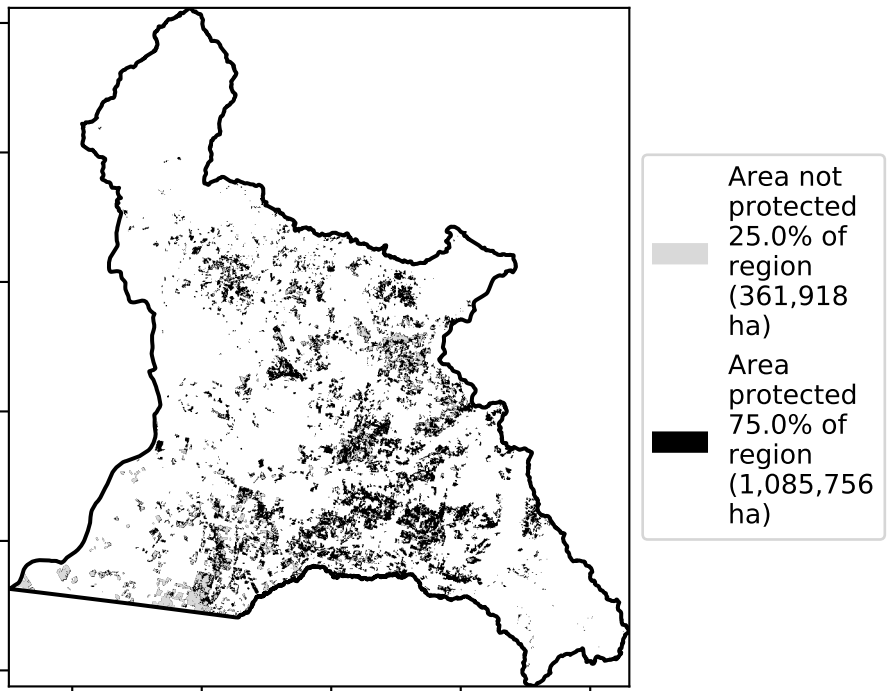 Area not
protected
25.0% of
region
(361,918
ha)
Area
protected
75.0% of
region
(1,085,756
ha)